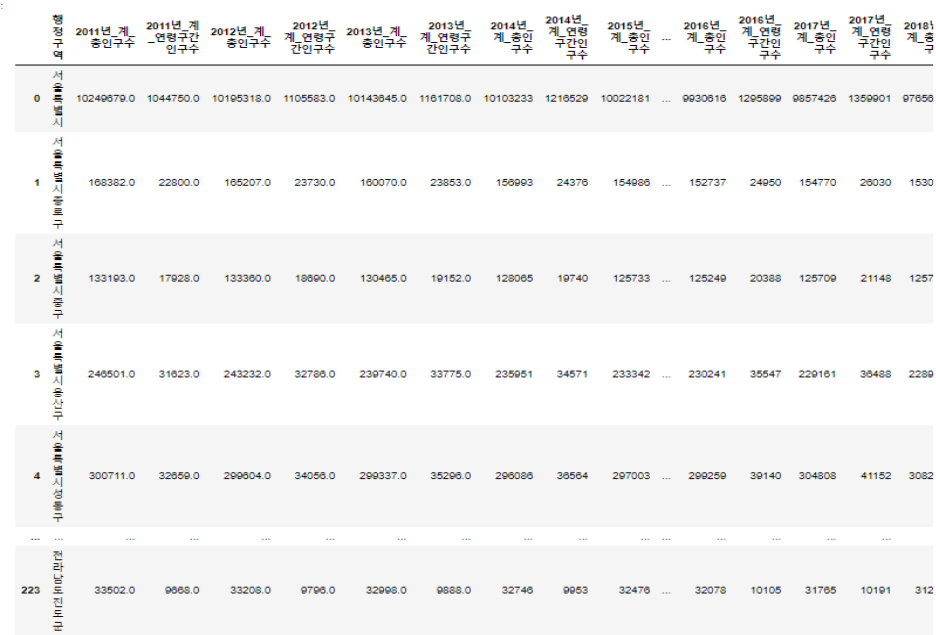 행정구역 2011년_계_총인구수 2011년_계_연령구간인구수 2012년_계_총인구수 2012년_계_연령구간인구수 2013년_계_총인구수 2013년_계_연령구간인구수 2014년_계_총인구수 2014년_계_연령구간인구수 2015년_계_총인구수 ... 2016년_계_총인구수 2016년_계_연령구간인구수 2017년_계_총인구수 2017년_계_연령구간인구수
0 서울특별시 10249679.0 1044750.0 10195318.0 1105583.0 10143645.0 1161708.0 10103233 1216529 10022181 ... 9930616 1295899 9857426 1359901 97656
1 서울특별시종로구 168382.0 22800.0 165207.0 23730.0 160070.0 23853.0 156993 24376 154986 ... 152737 24950 154770 26030 1530
2 서울특별시중구 133193.0 17928.0 133360.0 18690.0 130465.0 19152.0 128065 19740 125733 ... 125249 20388 125709 21148 1257
3 서울특별시용산구 246501.0 31623.0 243232.0 32786.0 239740.0 33775.0 235951 34571 233342 ... 230241 35547 229161 36488 2289
4 서울특별시성동구 300711.0 32659.0 299604.0 34056.0 299337.0 35296.0 296086 36564 297003 ... 299259 39140 304808 41152 3082
... ... ... ... ... ... ... ... ... ... ... ... ... ... ... ...
223 전라남도진도군 33502.0 9668.0 33208.0 9796.0 32998.0 9888.0 32746 9953 32476 ... 32078 10105 31765 10191 312